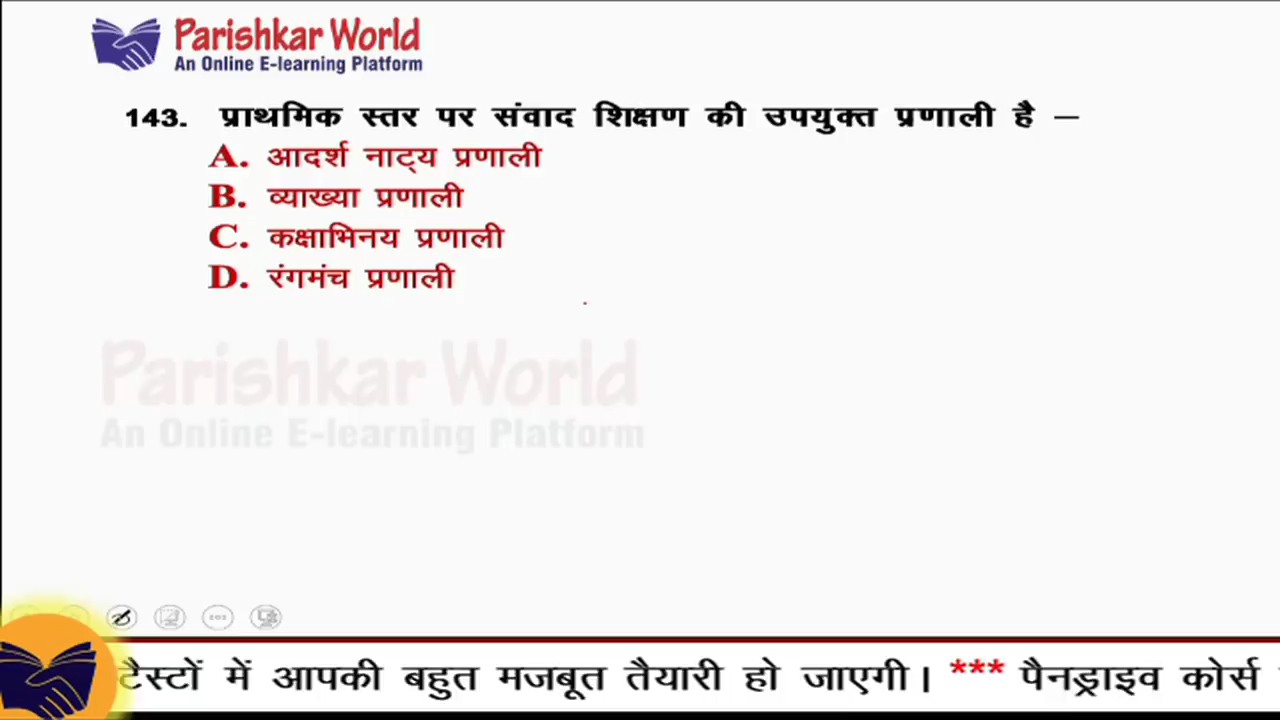 Parishkar World
An Online E-learning Platform
143. प्राथमिक स्तर पर संवाद शिक्षण की उपयुक्त प्रणाली है –
A. आदर्श नाट्य प्रणाली
B. व्याख्या प्रणाली
C. कक्षाभिनय प्रणाली
D. रंगमंच प्रणाली
Parishkar World
An Online E-learning Platform
टैस्टों में आपकी बहुत मजबूत तैयारी हो जाएगी। *** पैनड्राइव कोर्स